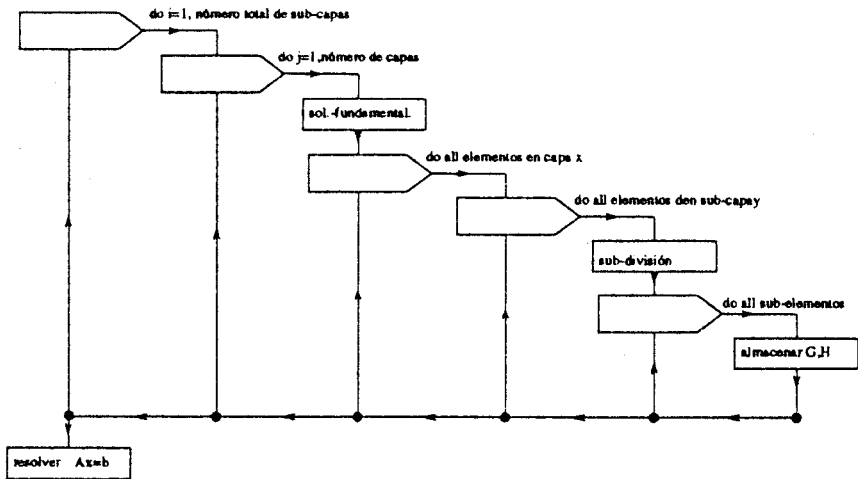 do i=1, número total de sub-capas
do j=1,número de capas
sol.-fundamental.
do all elementos en capa x
do all elementos den sub-capay
sub-división
do all sub-elementos
almacenar G,H
resolver Ax=b